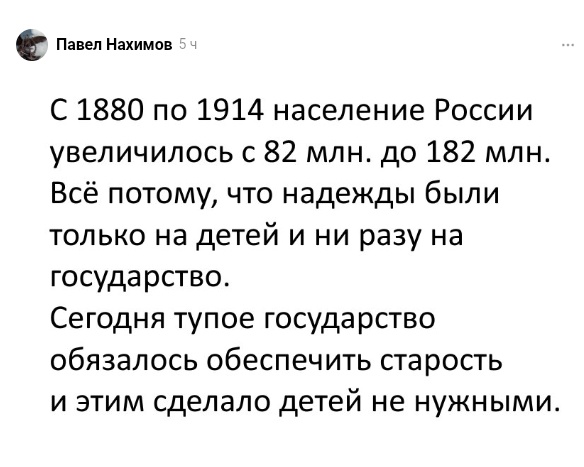 Павел Нахимов 5 ч
С 1880 по 1914 население России
увеличилось с 82 млн. до 182 млн.
Всё потому, что надежды были
только на детей и ни разу на
государство.
Сегодня тупое государство
обязалось обеспечить старость
и этим сделало детей не нужными.